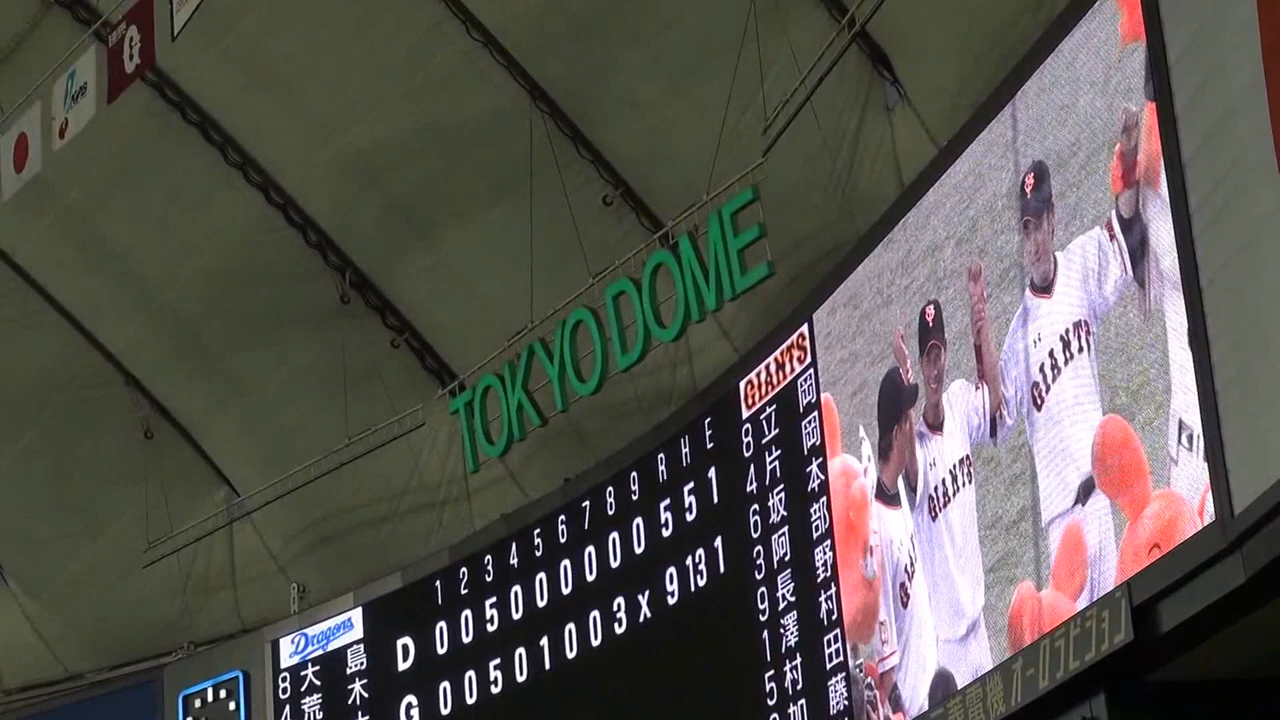 TOKYO DOME
GIANTS
1 2 3 4 5 6 7 8 9 R H E
D 0 0 5 0 0 0 0 0 0 5 5 1
G 0 0 5 0 1 0 0 3 x 9 13 1
Dragons
8 大島
荒木
8 立岡
4 片岡
6 坂本
3 阿部
9 長野
1 澤村
5 村田
加藤
GIANTS
GIANTS
オーロラビジョン